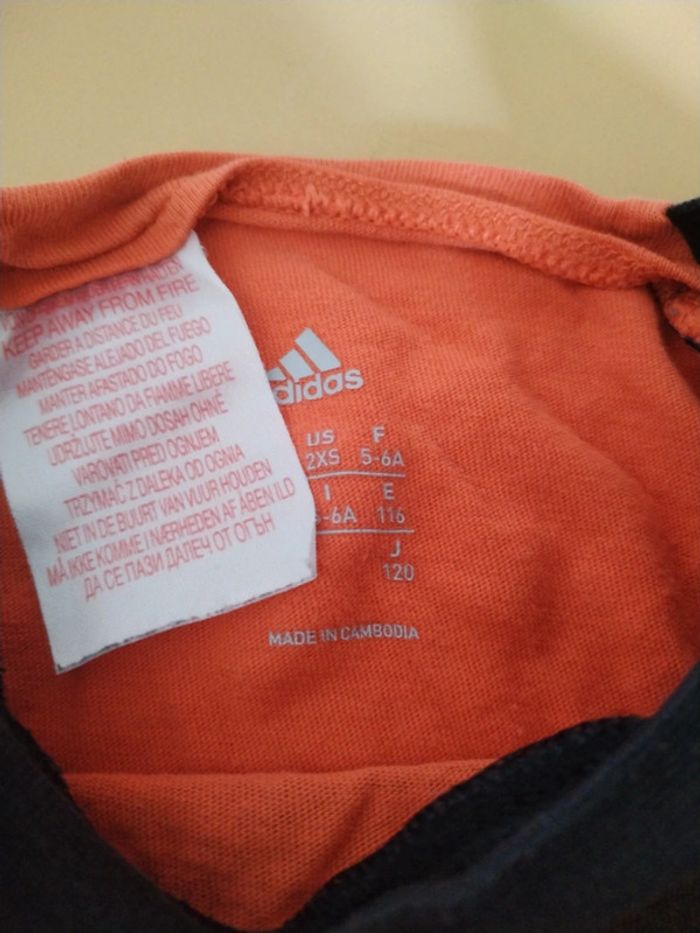 KEEP AWAY FROM FIRE
GARDER A DISTANCE DU FEU
MANTÉNGASE ALEJADO DEL FUEGO
MANTER AFASTADO DO FOGO
TENERE LONTANO DA FIAMME LIBERE
UDRŽUJTE MIMO DOSAH OHNĚ
VAROVATI PRED OGNJEM
TRZYMAĆ Z DALEKA OD OGNIA
NIET IN DE BUURT VAN VUUR HOUDEN
MÅ IKKE KOMME I NÆRHEDEN AF ÅBEN ILD
ДА СЕ ПАЗИ ДАЛЕЧ ОТ ОГЪН
didas
US F
2XS 5-6A
I E
-6A 116
J
120
MADE IN CAMBODIA